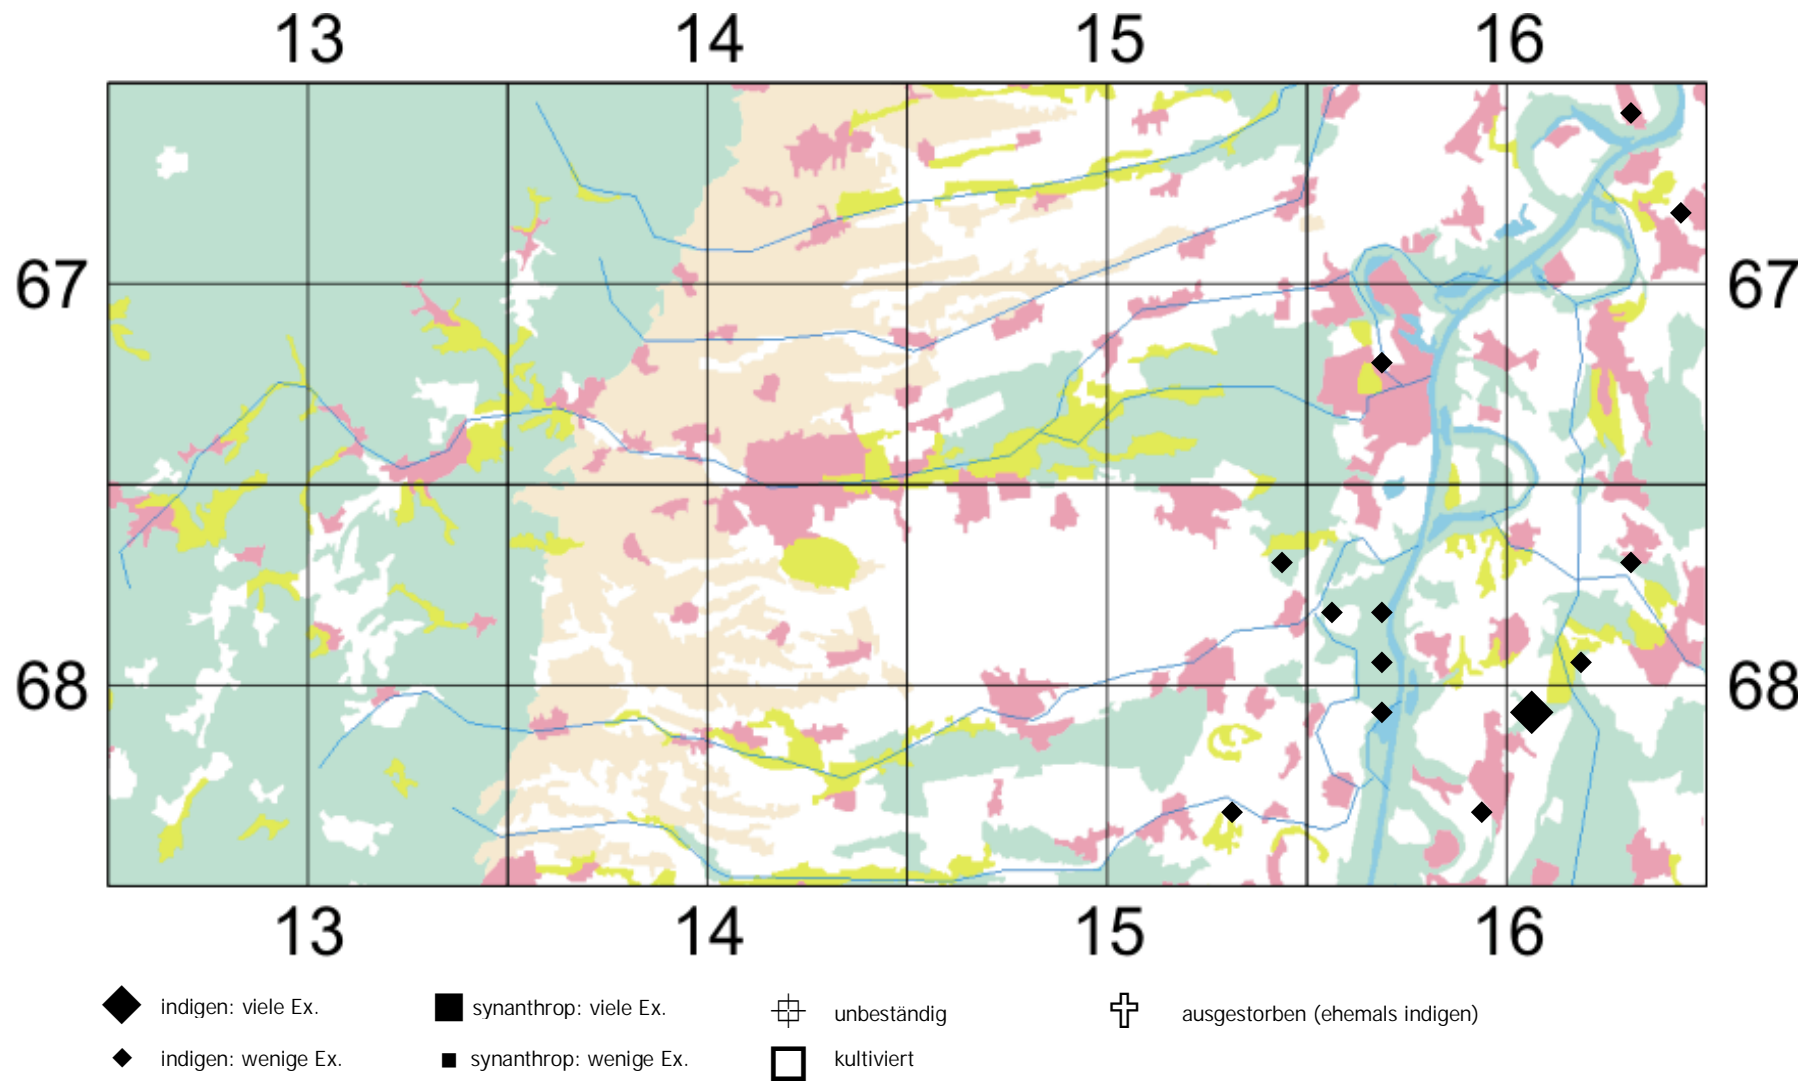 13 14 15 16
67 67
68 68
13 14 15 16
indigen: viele Ex. synanthrop: viele Ex. unbeständig ausgestorben (ehemals indigen)
indigen: wenige Ex. synanthrop: wenige Ex. kultiviert